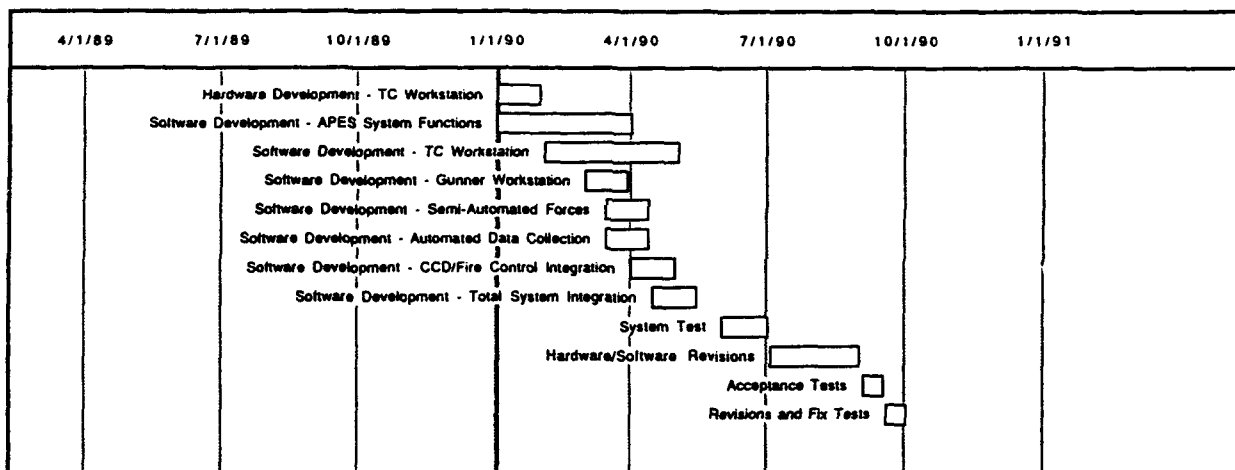 4/1/89 7/1/89 10/1/89 1/1/90 4/1/90 7/1/90 10/1/90 1/1/91
Hardware Development - TC Workstation
Software Development - APES System Functions
Software Development - TC Workstation
Software Development - Gunner Workstation
Software Development - Semi-Automated Forces
Software Development - Automated Data Collection
Software Development - CCD/Fire Control Integration
Software Development - Total System Integration
System Test
Hardware/Software Revisions
Acceptance Tests
Revisions and Fix Tests